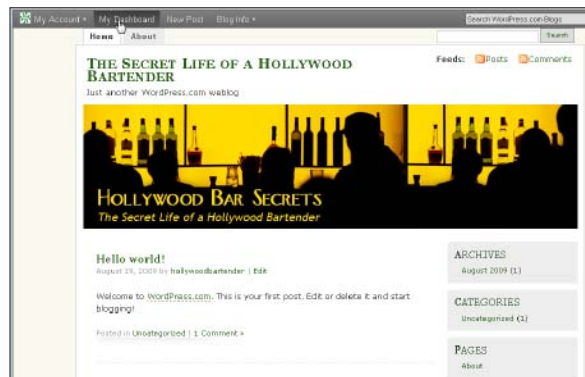 My Account ▾ My Dashboard New Post Blog Info ▾ Search WordPress.com Blogs
Home About Search
THE SECRET LIFE OF A HOLLYWOOD
BARTENDER
Feeds: Posts Comments
Just another WordPress.com weblog
HOLLYWOOD BAR SECRETS
The Secret Life of a Hollywood Bartender
Hello world!
August 19, 2009 by hollywoodbartender | Edit
Welcome to WordPress.com. This is your first post. Edit or delete it and start
blogging!
Posted in Uncategorized | 1 Comment »
ARCHIVES
August 2009 (1)
CATEGORIES
Uncategorized (1)
PAGES
About